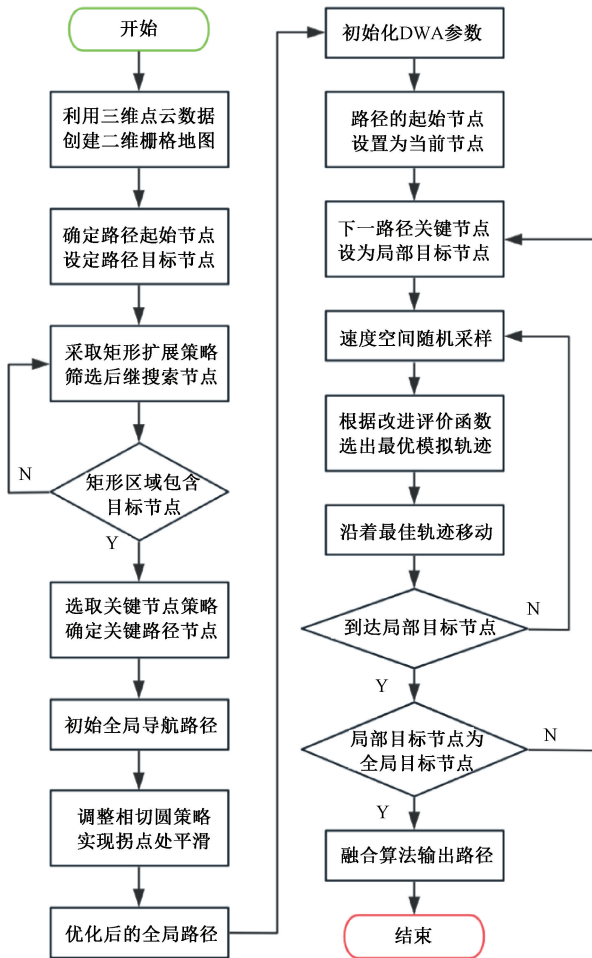 开始
利用三维点云数据
创建二维栅格地图
确定路径起始节点
设定路径目标节点
采取矩形扩展策略
筛选后继搜索节点
N
矩形区域包含
目标节点
Y
选取关键节点策略
确定关键路径节点
初始全局导航路径
调整相切圆策略
实现拐点处平滑
优化后的全局路径
初始化DWA参数
路径的起始节点
设置为当前节点
下一路径关键节点
设为局部目标节点
速度空间随机采样
根据改进评价函数
选出最优模拟轨迹
沿着最佳轨迹移动
到达局部目标节点
N
Y
局部目标节点为
全局目标节点
N
Y
融合算法输出路径
结束